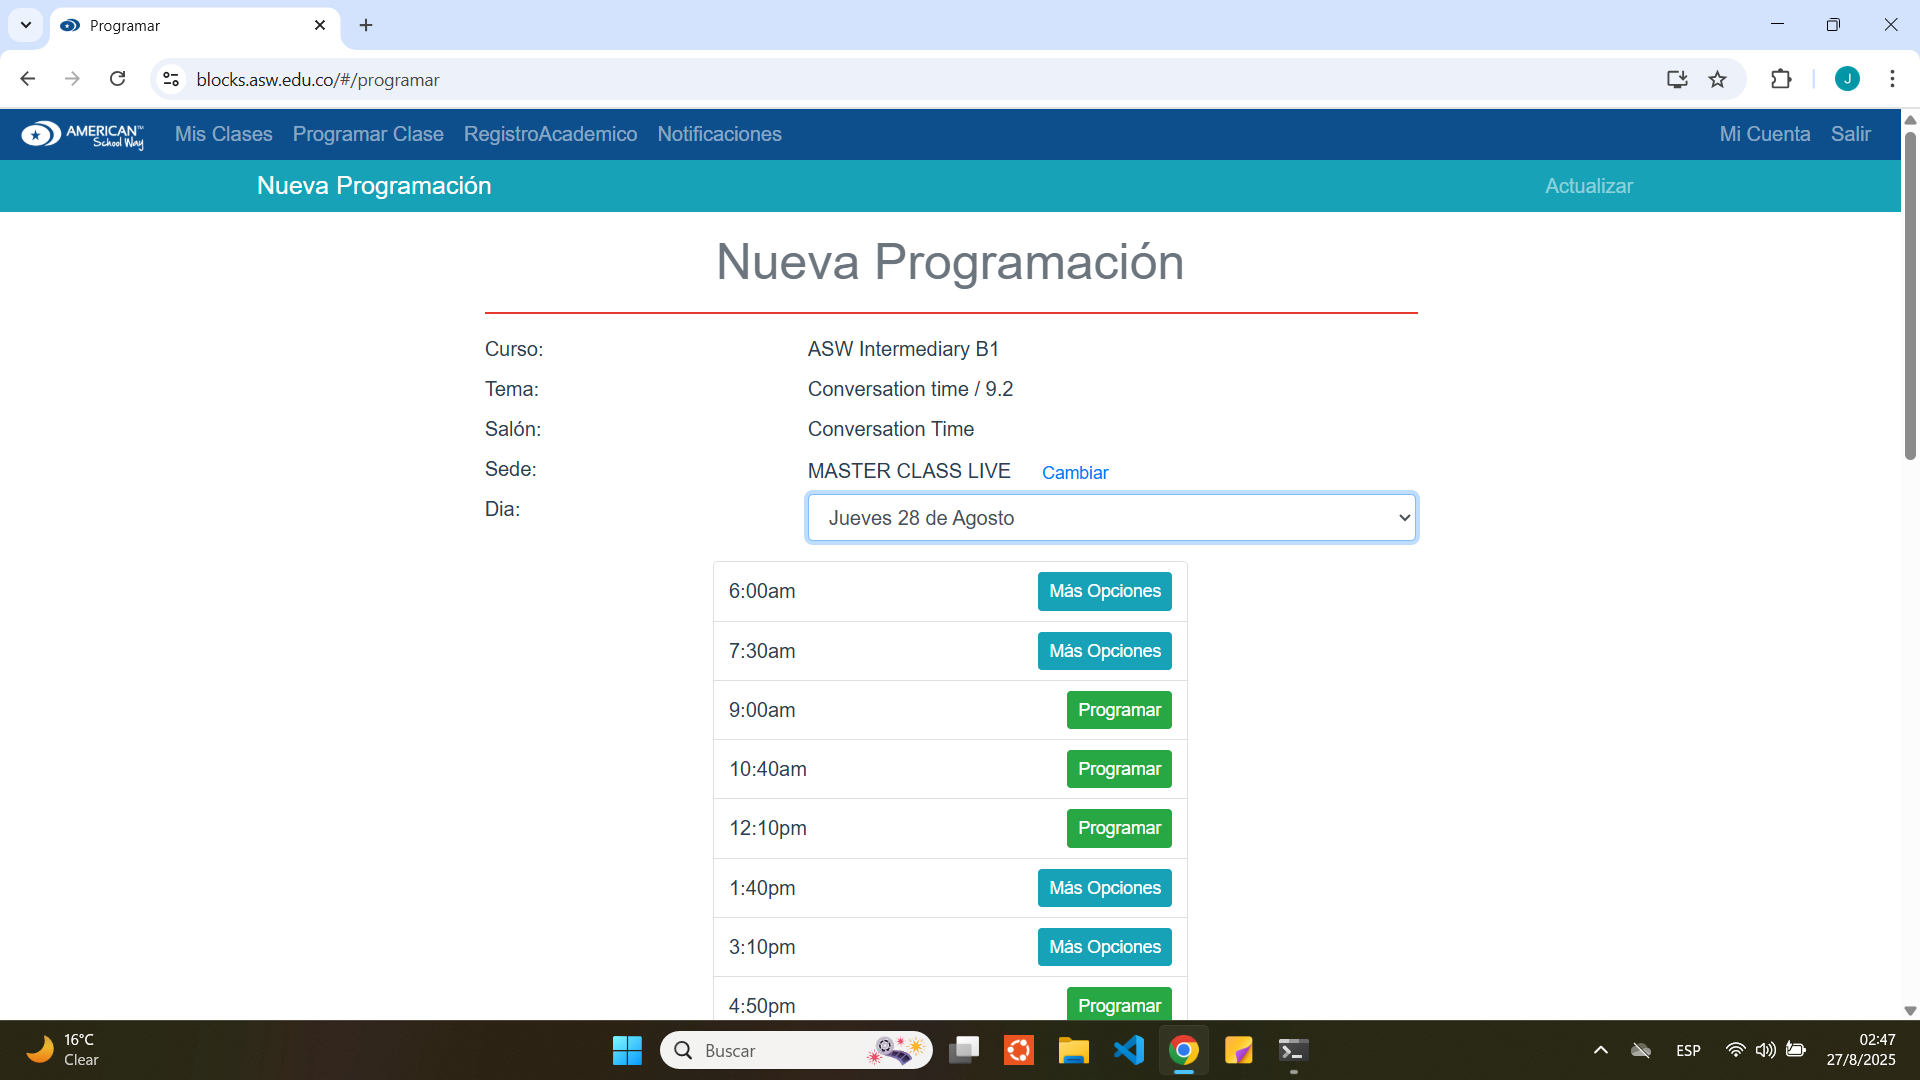 Programar
blocks.asw.edu.co/#/programar
J
AMERICAN School Way
Mis Clases Programar Clase RegistroAcademico Notificaciones Mi Cuenta Salir
Nueva Programación Actualizar
Nueva Programación
Curso: ASW Intermediary B1
Tema: Conversation time / 9.2
Salón: Conversation Time
Sede: MASTER CLASS LIVE Cambiar
Dia: Jueves 28 de Agosto
6:00am Más Opciones
7:30am Más Opciones
9:00am Programar
10:40am Programar
12:10pm Programar
1:40pm Más Opciones
3:10pm Más Opciones
4:50pm Programar
16°C
Clear
Buscar
ESP
02:47
27/8/2025